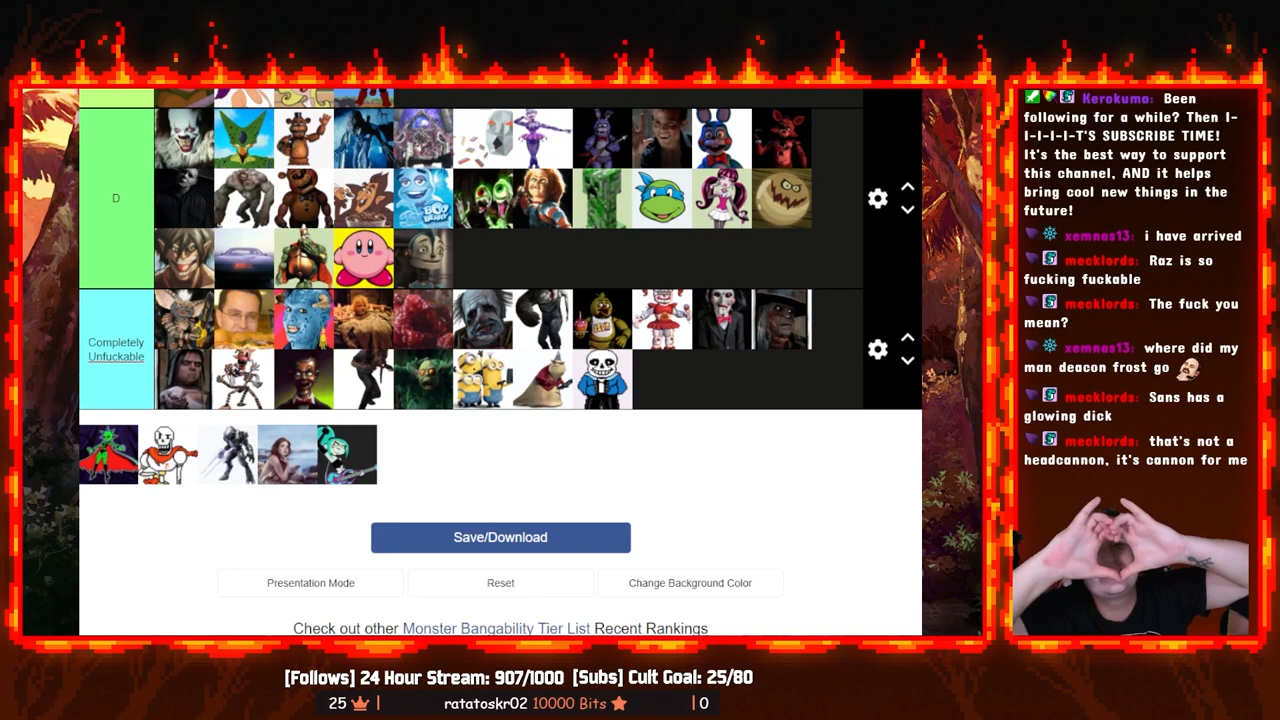 D
Completely
Unfuckable
Save/Download
Presentation Mode
Reset
Change Background Color
Check out other Monster Bangability Tier List Recent Rankings
Kerokuma: Been
following for a while? Then I-
I-I-I-I-T'S SUBSCRIBE TIME!
It's the best way to support
this channel, AND it helps
bring cool new things in the
future!
xemnas13: i have arrived
mecklords: Raz is so
fucking fuckable
mecklords: The fuck you
mean?
xemnas13: where did my
man deacon frost go
mecklords: Sans has a
glowing dick
mecklords: that's not a
headcannon, it's cannon for me
[Follows] 24 Hour Stream: 907/1000 [Subs] Cult Goal: 25/80
25 | ratatoskr02 10000 Bits | 0